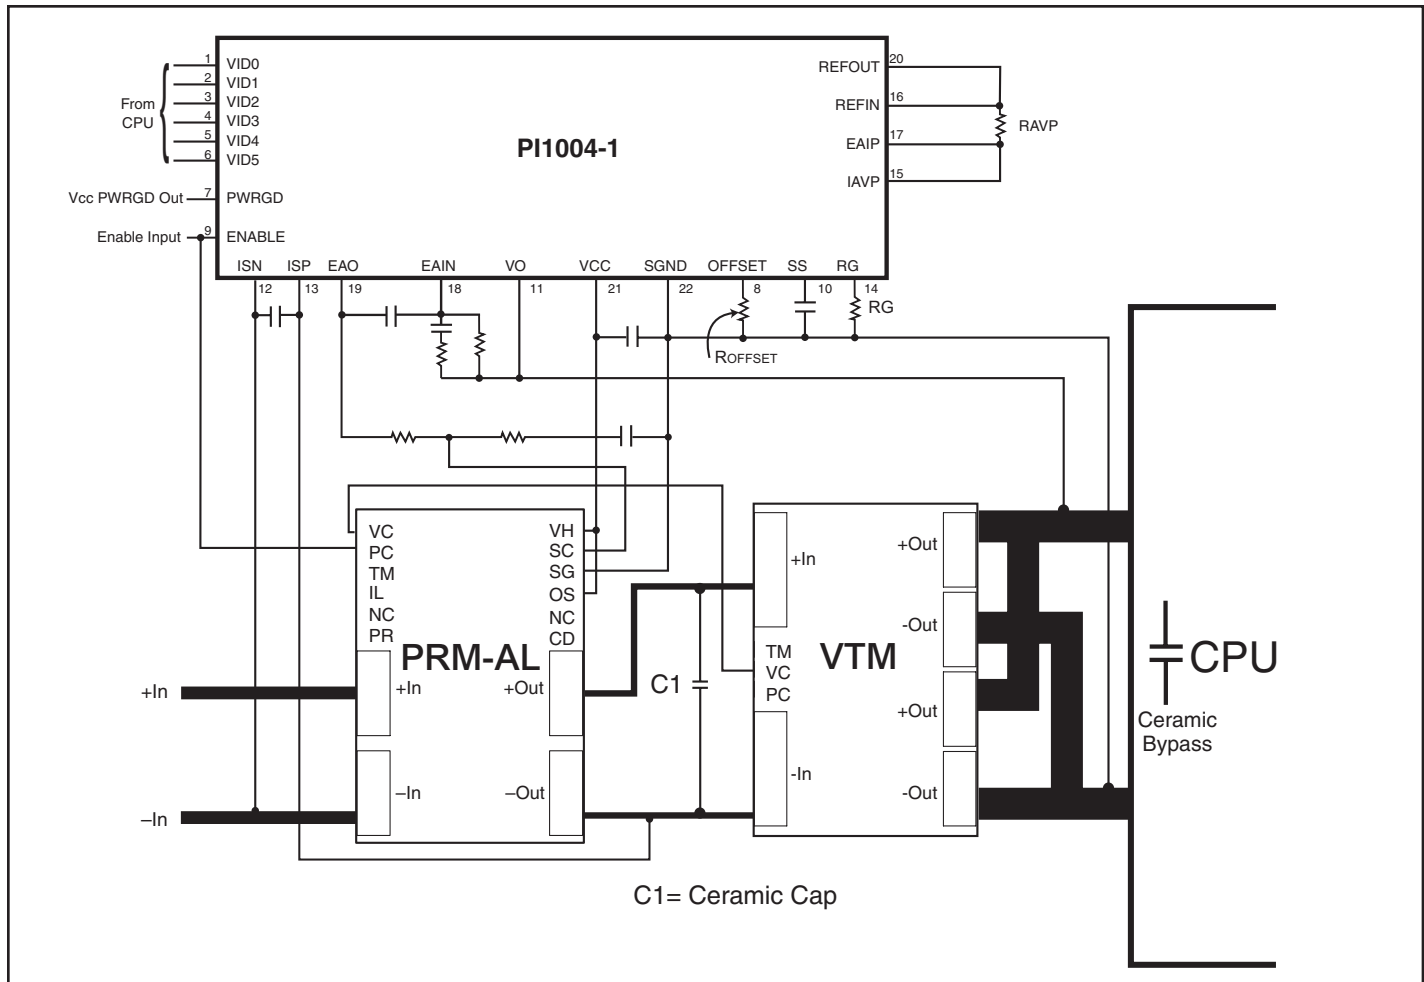 1 VID0
2 VID1
3 VID2
4 VID3
5 VID4
6 VID5
From
CPU
Vcc PWRGD Out 7 PWRGD
Enable Input 9 ENABLE
PI1004-1
REFOUT 20
REFIN 16
EAIP 17
IAVP 15
RAVP
ISN ISP EAO EAIN VO VCC SGND OFFSET SS RG
12 13 19 18 11 21 22 8 10 14
RG
ROFFSET
VC
PC
TM
IL
NC
PR
VH
SC
SG
OS
NC
CD
PRM-AL
+In
+In
+Out
–In
–In
–Out
C1
+In
TM
VC
PC
-In
VTM
+Out
-Out
+Out
-Out
CPU
Ceramic
Bypass
C1= Ceramic Cap